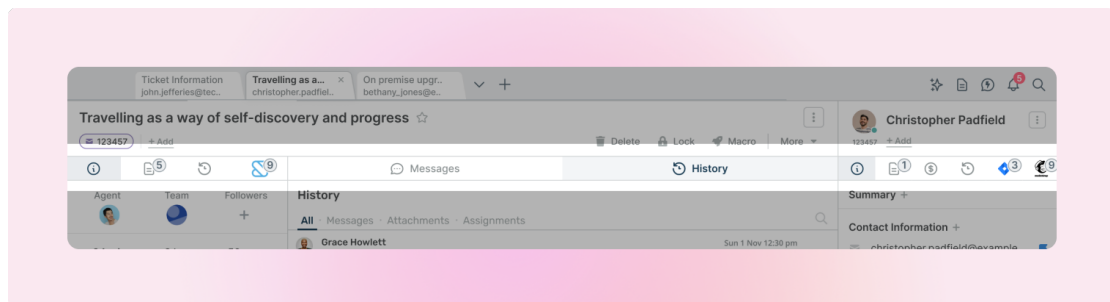 Ticket Information
john.jefferies@tec...
Travelling as a... ×
christopher.padfiel..
On premise upgr..
bethany_jones@e..
5
Travelling as a way of self-discovery and progress
123457
+ Add
Delete
Lock
Macro
More
Christopher Padfield
123457
+ Add
5
9
Messages
History
1
3
9
Agent
Team
Followers
+
History
All · Messages · Attachments · Assignments
Grace Howlett
Sun 1 Nov 12:30 pm
Summary +
Contact Information +
christopher.padfield@example